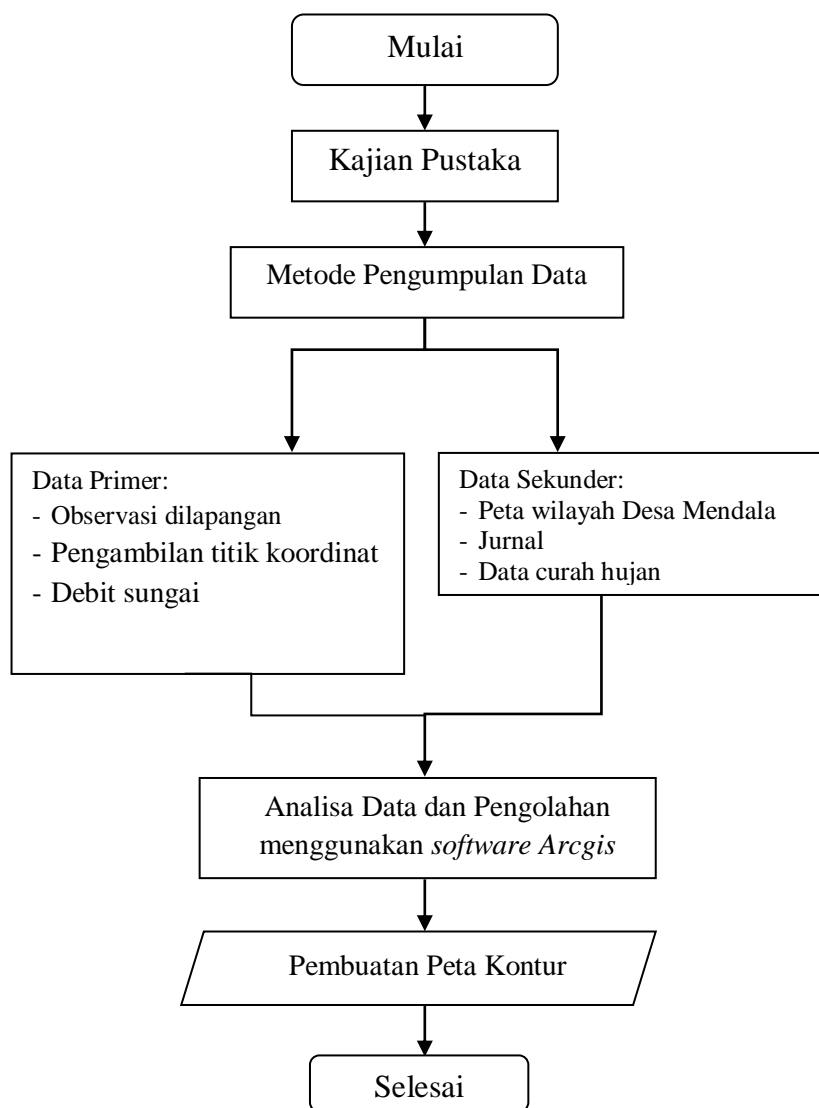 Mulai
Kajian Pustaka
Metode Pengumpulan Data
Data Primer:
- Observasi dilapangan
- Pengambilan titik koordinat
- Debit sungai
Data Sekunder:
- Peta wilayah Desa Mendala
- Jurnal
- Data curah hujan
Analisa Data dan Pengolahan
menggunakan software Arcgis
Pembuatan Peta Kontur
Selesai